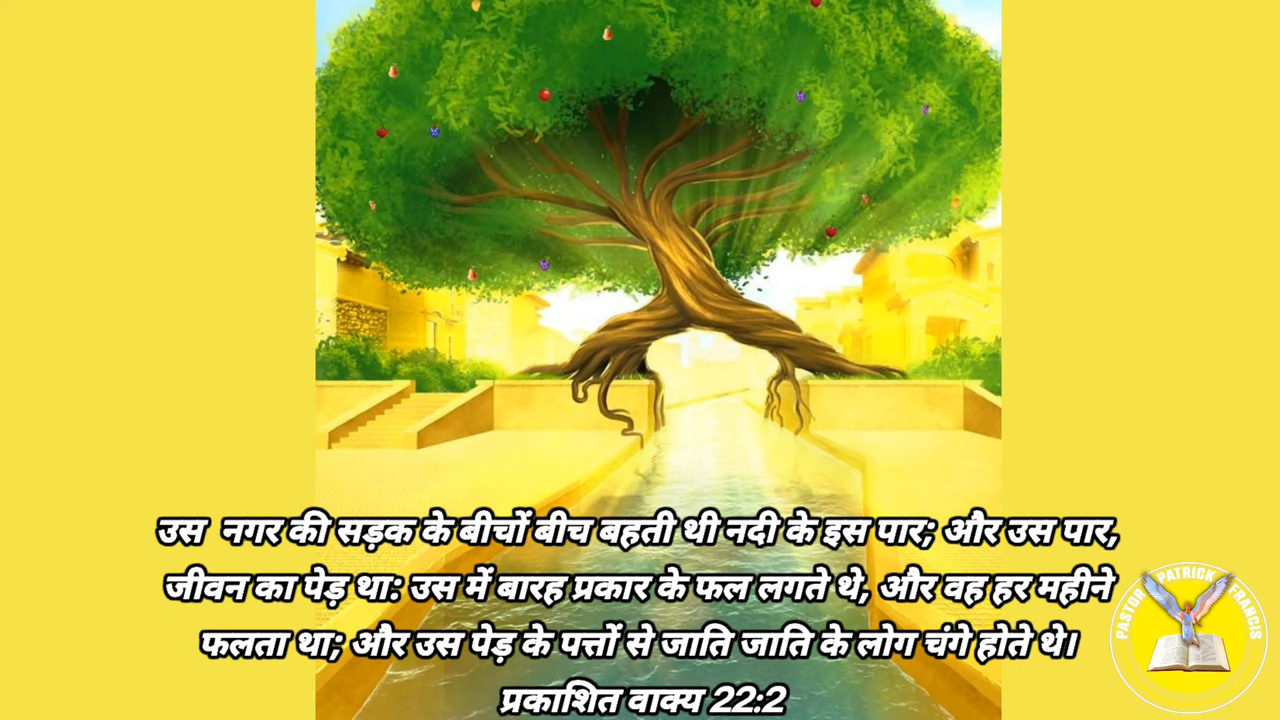 उस नगर की सड़क के बीचों बीच बहती थी नदी के इस पार; और उस पार,
जीवन का पेड़ था: उस में बारह प्रकार के फल लगते थे, और वह हर महीने
फलता था; और उस पेड़ के पत्तों से जाति जाति के लोग चंगे होते थे।
प्रकाशित वाक्य 22:2
PASTOR PATRICK FRANCIS